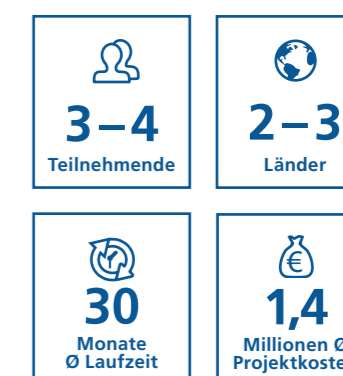 3–4
Teilnehmende
2–3
Länder
30
Monate
Ø Laufzeit
€
1,4
Millionen Ø
Projektkoste